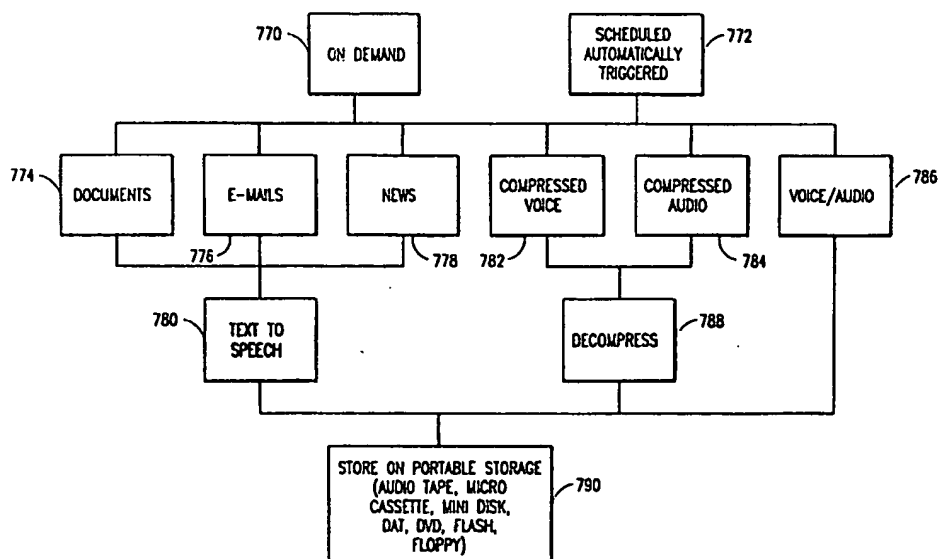 770
ON DEMAND
SCHEDULED
AUTOMATICALLY
TRIGGERED
772
774
DOCUMENTS
E-MAILS
776
NEWS
778
COMPRESSED
VOICE
782
COMPRESSED
AUDIO
784
VOICE/AUDIO
786
780
TEXT TO
SPEECH
DECOMPRESS
788
STORE ON PORTABLE STORAGE
(AUDIO TAPE, MICRO
CASSETTE, MINI DISK,
DAT, DVD, FLASH,
FLOPPY)
790